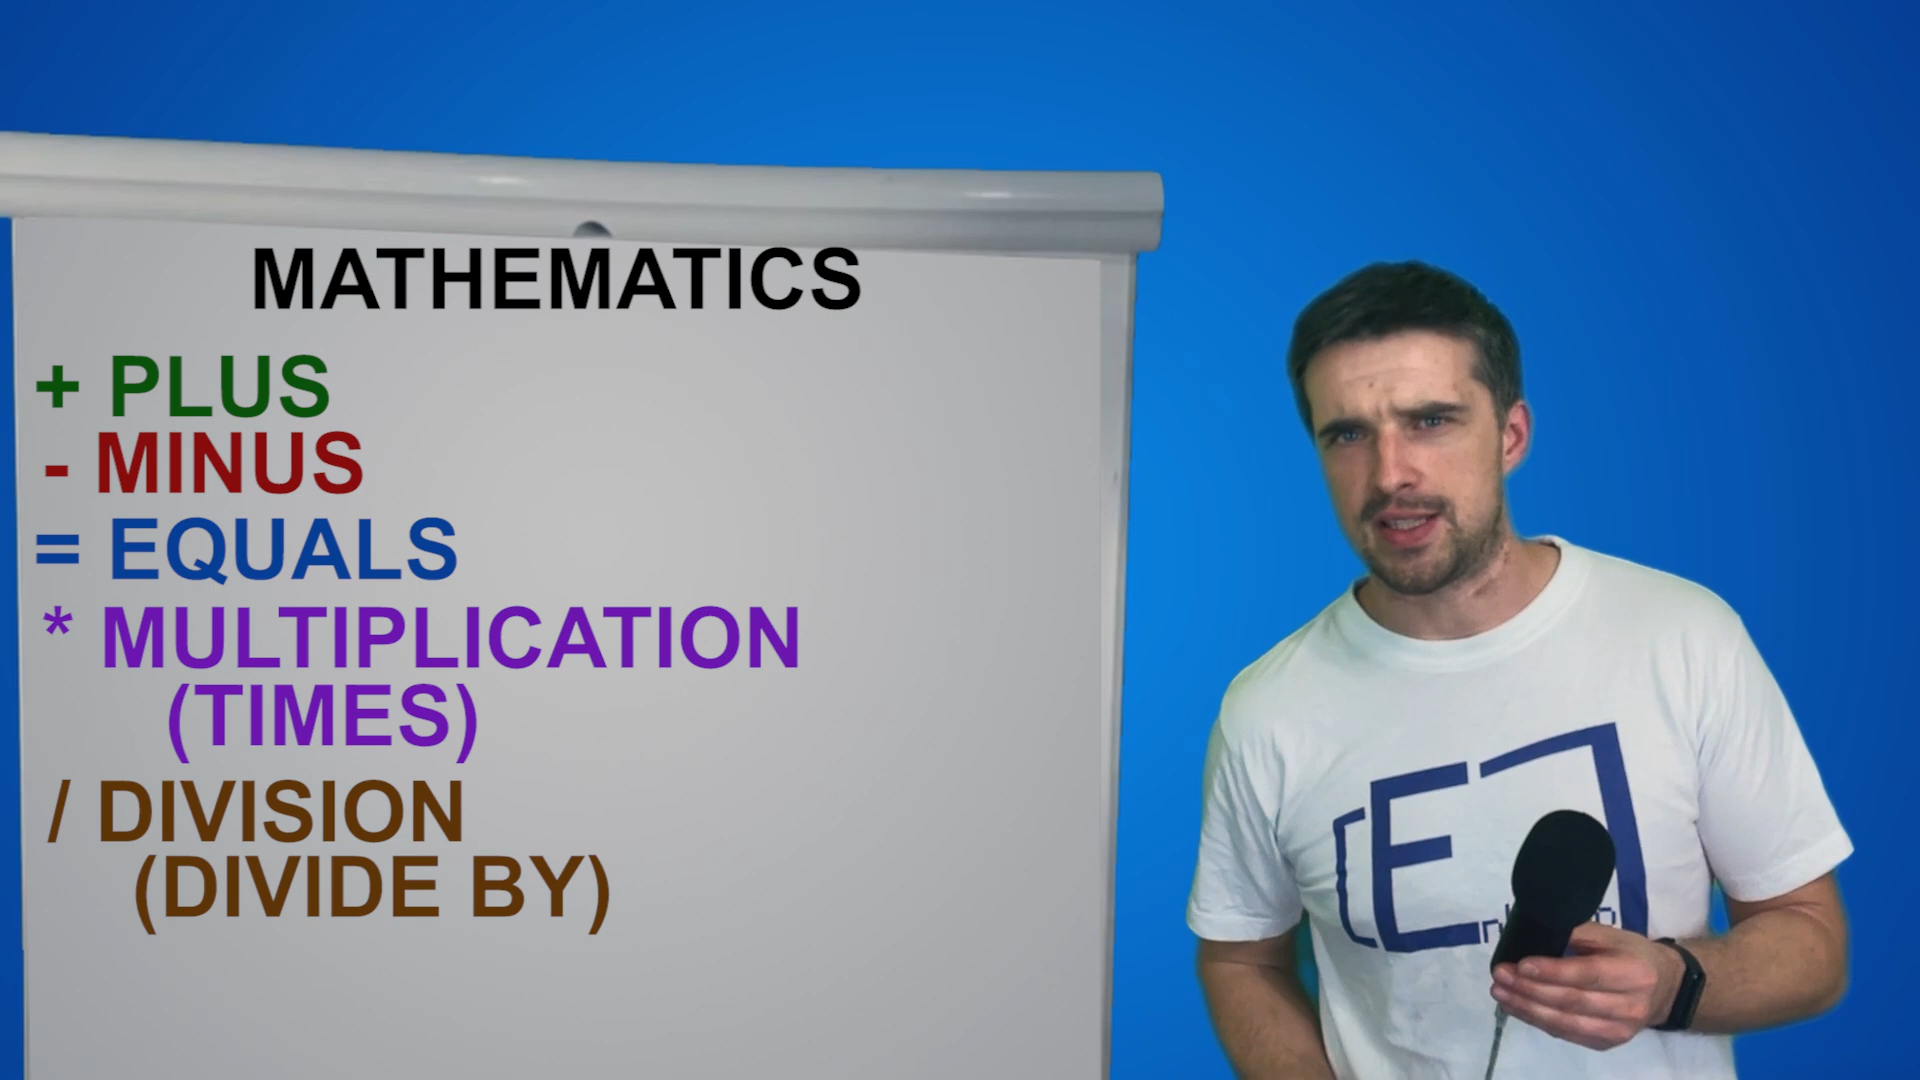 MATHEMATICS
+ PLUS
- MINUS
= EQUALS
* MULTIPLICATION
(TIMES)
/ DIVISION
(DIVIDE BY)
E